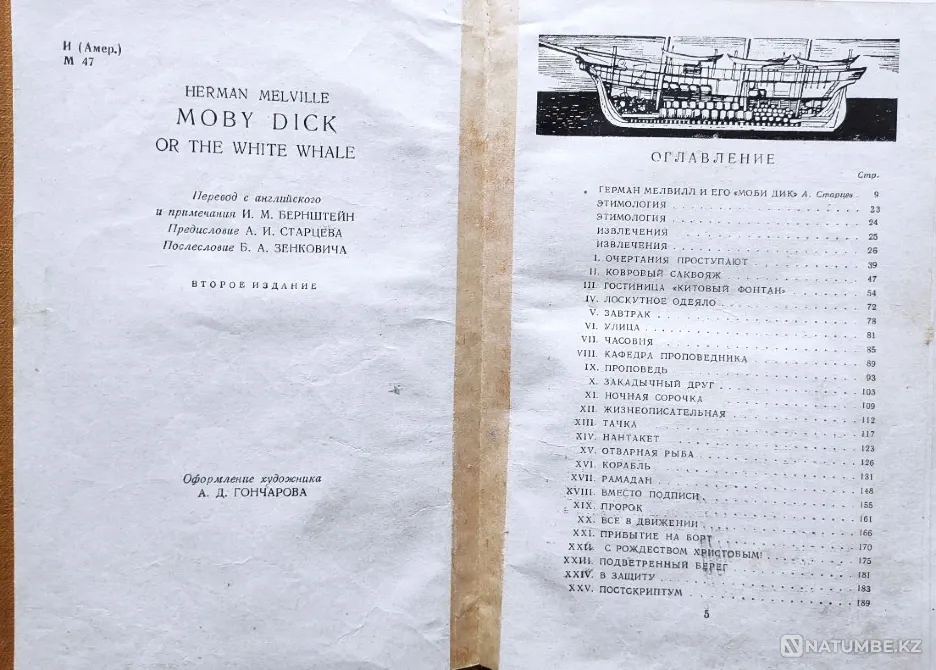 И (Амер.)
М 47
HERMAN MELVILLE
MOBY DICK
OR THE WHITE WHALE
Перевод с английского
и примечания И. М. БЕРНШТЕЙН
Предисловие А. И. СТАРЦЕВА
Послесловие Б. А. ЗЕНКОВИЧА
ВТОРОЕ ИЗДАНИЕ
Оформление художника
А. Д. ГОНЧАРОВА
ОГЛАВЛЕНИЕ
Стр.
ГЕРМАН МЕЛВИЛЛ И ЕГО «МОБИ ДИК» А. Старцев 9
ЭТИМОЛОГИЯ 23
ЭТИМОЛОГИЯ 24
ИЗВЛЕЧЕНИЯ 25
ИЗВЛЕЧЕНИЯ 26
I. ОЧЕРТАНИЯ ПРОСТУПАЮТ 39
II. КОВРОВЫЙ САКВОЯЖ 47
III. ГОСТИНИЦА «КИТОВЫЙ ФОНТАН» 54
IV. ЛОСКУТНОЕ ОДЕЯЛО 72
V. ЗАВТРАК 78
VI. УЛИЦА 81
VII. ЧАСОВНЯ 85
VIII. КАФЕДРА ПРОПОВЕДНИКА 89
IX. ПРОПОВЕДЬ 93
X. ЗАКАДЫЧНЫЙ ДРУГ 103
XI. НОЧНАЯ СОРОЧКА 109
XII. ЖИЗНЕОПИСАТЕЛЬНАЯ 112
XIII. ТАЧКА 117
XIV. НАНТАКЕТ 123
XV. ОТВАРНАЯ РЫБА 126
XVI. КОРАБЛЬ 131
XVII. РАМАДАН 148
XVIII. ВМЕСТО ПОДПИСИ 155
XIX. ПРОРОК 161
XX. ВСЕ В ДВИЖЕНИИ 166
XXI. ПРИБЫТИЕ НА БОРТ 170
XXII. С РОЖДЕСТВОМ ХРИСТОВЫМ! 175
XXIII. ПОДВЕТРЕННЫЙ БЕРЕГ 181
XXIV. В ЗАЩИТУ 183
XXV. ПОСТСКРИПТУМ 189
5
NATUMBE.KZ